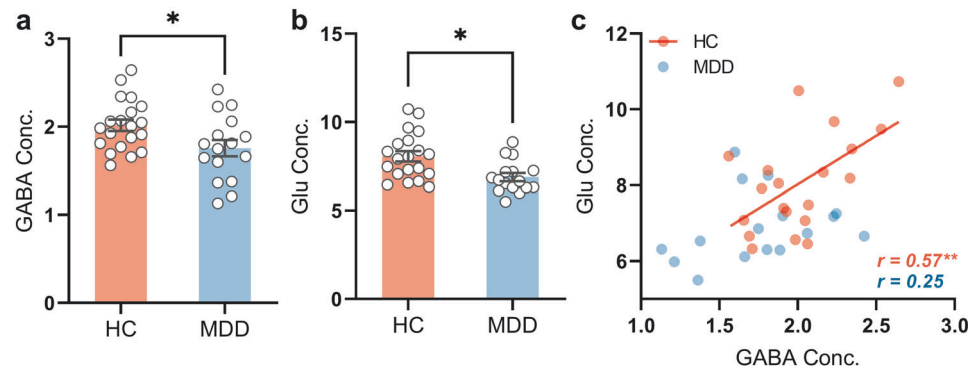 a
*
GABA Conc.
3
2
1
0
HC
MDD
b
*
Glu Conc.
15
10
5
0
HC
MDD
c
HC
MDD
Glu Conc.
12
10
8
6
r = 0.57**
r = 0.25
1.0
1.5
2.0
2.5
3.0
GABA Conc.